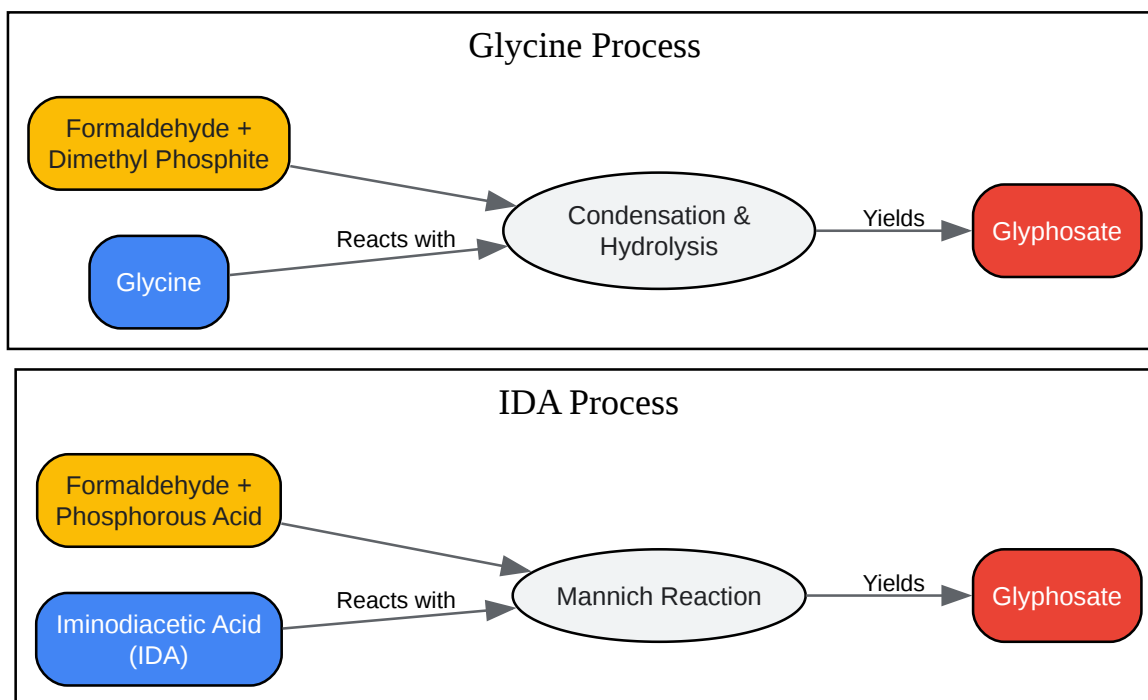 Glycine Process
Formaldehyde +
Dimethyl Phosphite
Condensation &
Hydrolysis
Yields
Glyphosate
Reacts with
Glycine
IDA Process
Formaldehyde +
Phosphorous Acid
Mannich Reaction
Yields
Glyphosate
Reacts with
Iminodiacetic Acid
(IDA)